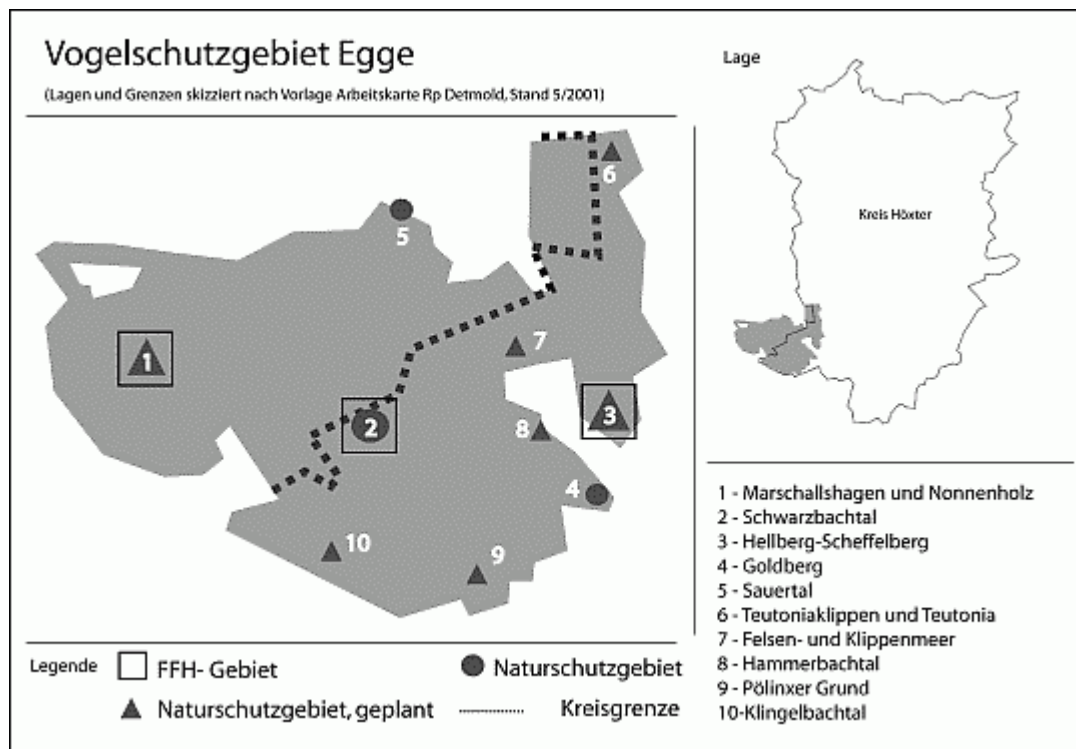 Vogelschutzgebiet Egge
(Lagen und Grenzen skizziert nach Vorlage Arbeitskarte Rp Detmold, Stand 5/2001)
Lage
Kreis Höxter
6
5
7
1
2
3
8
4
10
9
1 - Marschallshagen und Nonnenholz
2 - Schwarzbachtal
3 - Hellberg-Scheffelberg
4 - Goldberg
5 - Sauertal
6 - Teutoniaklippen und Teutonia
7 - Felsen- und Klippenmeer
8 - Hammerbachtal
9 - Pölinxer Grund
10-Klingelbachtal
Legende
FFH- Gebiet
Naturschutzgebiet
Naturschutzgebiet, geplant
Kreisgrenze